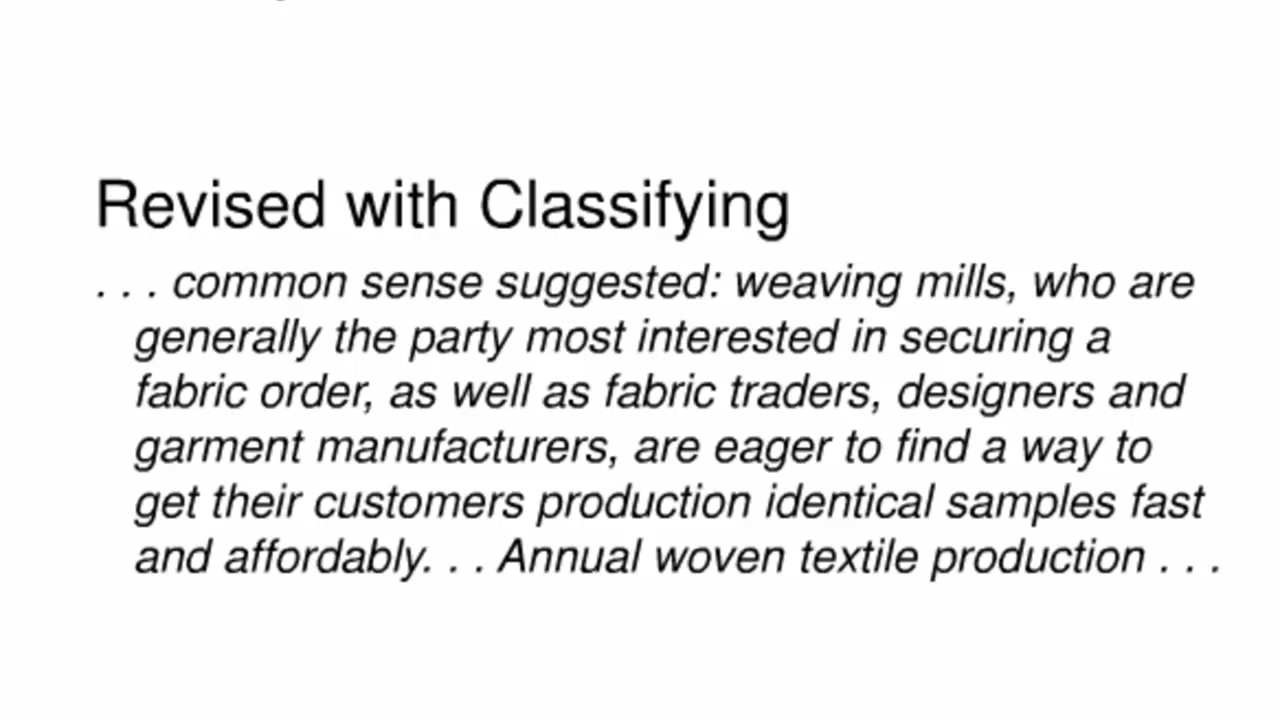 Revised with Classifying
. . . common sense suggested: weaving mills, who are
generally the party most interested in securing a
fabric order, as well as fabric traders, designers and
garment manufacturers, are eager to find a way to
get their customers production identical samples fast
and affordably. . . Annual woven textile production . . .